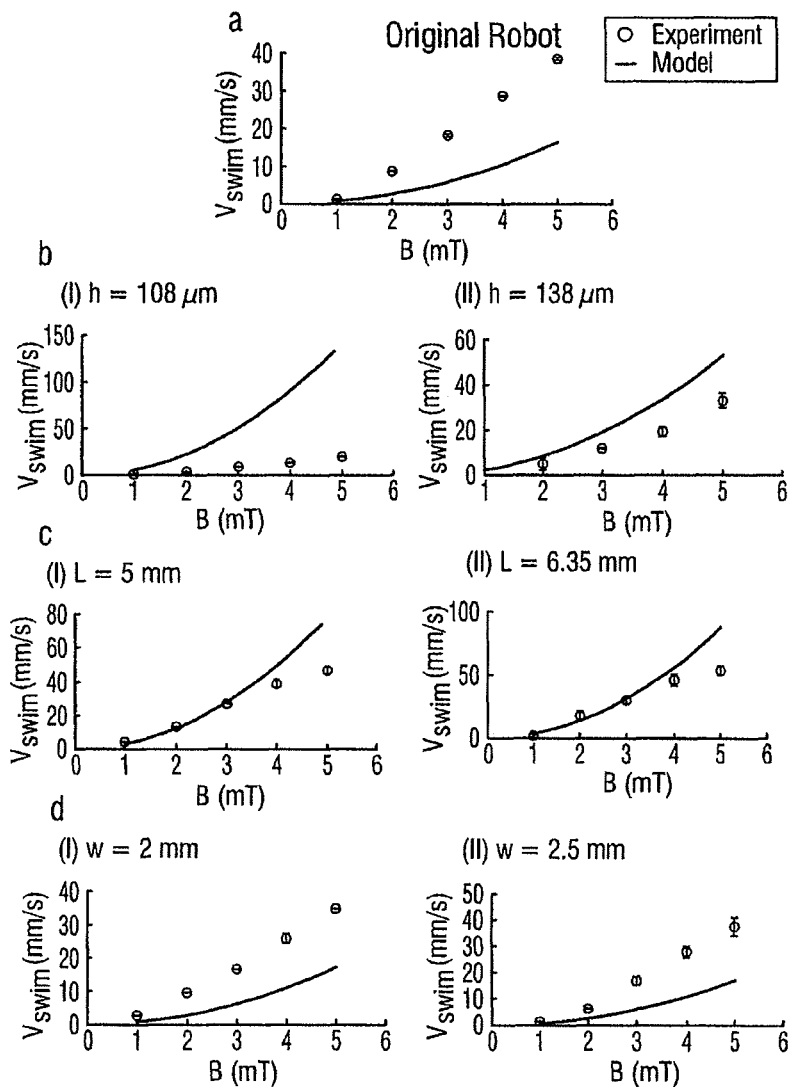 a
Original Robot
Experiment
Model
V_swim (mm/s)
40
30
20
10
0
0 1 2 3 4 5 6
B (mT)
b
(I) h = 108 μm
V_swim (mm/s)
150
100
50
0
0 1 2 3 4 5 6
B (mT)
(II) h = 138 μm
V_swim (mm/s)
60
40
20
0
1 2 3 4 5 6
B (mT)
c
(I) L = 5 mm
V_swim (mm/s)
80
60
40
20
0
0 1 2 3 4 5 6
B (mT)
(II) L = 6.35 mm
V_swim (mm/s)
100
50
0
0 1 2 3 4 5 6
B (mT)
d
(I) w = 2 mm
V_swim (mm/s)
40
30
20
10
0
0 1 2 3 4 5 6
B (mT)
(II) w = 2.5 mm
V_swim (mm/s)
50
40
30
20
10
0
0 1 2 3 4 5 6
B (mT)